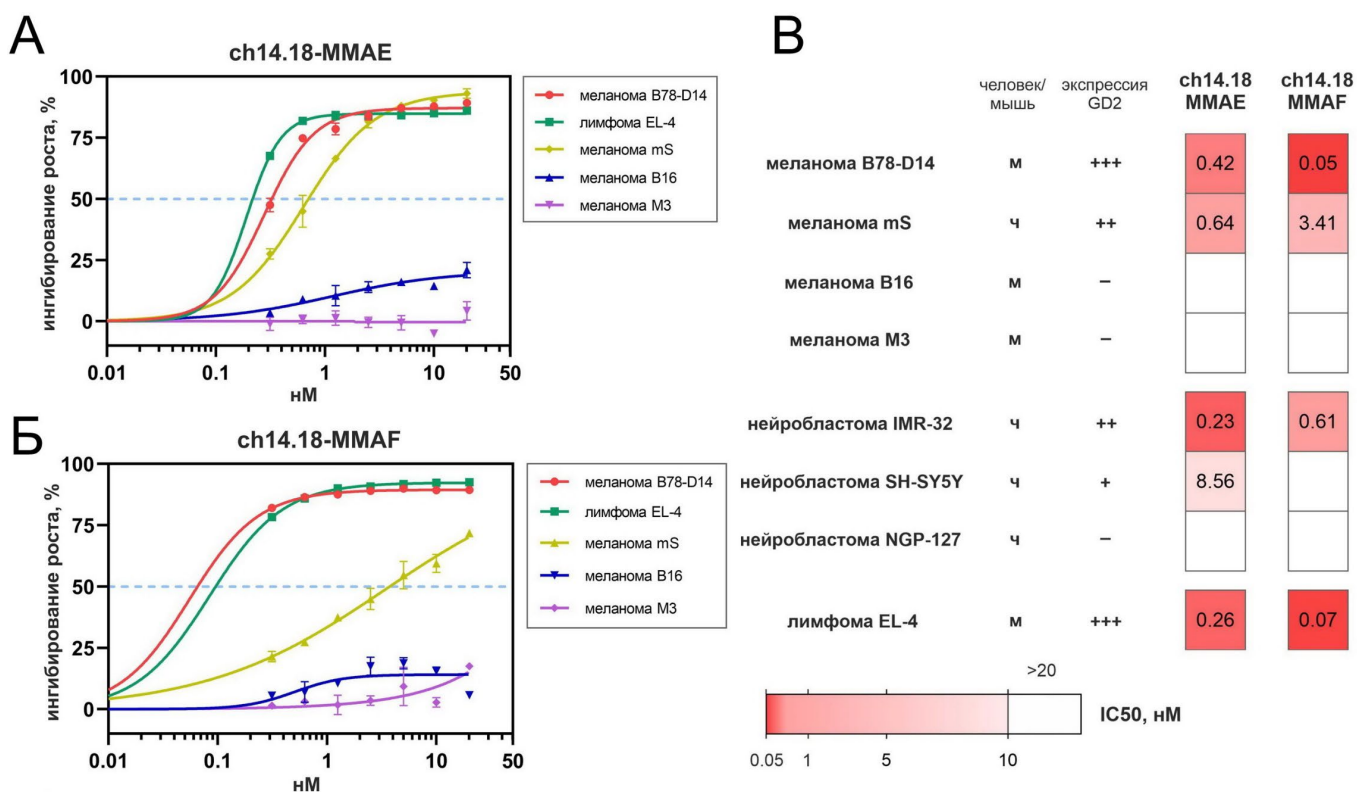 А
ch14.18-MMAE
ингибирование роста, %
100
75
50
25
0
0.01
0.1
1
10
50
нМ
меланома B78-D14
лимфома EL-4
меланома mS
меланома B16
меланома M3
Б
ch14.18-MMAF
ингибирование роста, %
100
75
50
25
0
0.01
0.1
1
10
50
нМ
меланома B78-D14
лимфома EL-4
меланома mS
меланома B16
меланома M3
В
человек/
мышь
экспрессия
GD2
ch14.18
MMAE
ch14.18
MMAF
меланома B78-D14 м +++ 0.42 0.05
меланома mS ч ++ 0.64 3.41
меланома B16 м –
меланома M3 м –
нейробластома IMR-32 ч ++ 0.23 0.61
нейробластома SH-SY5Y ч + 8.56
нейробластома NGP-127 ч –
лимфома EL-4 м +++ 0.26 0.07
>20
IC50, нМ
0.05 1 5 10